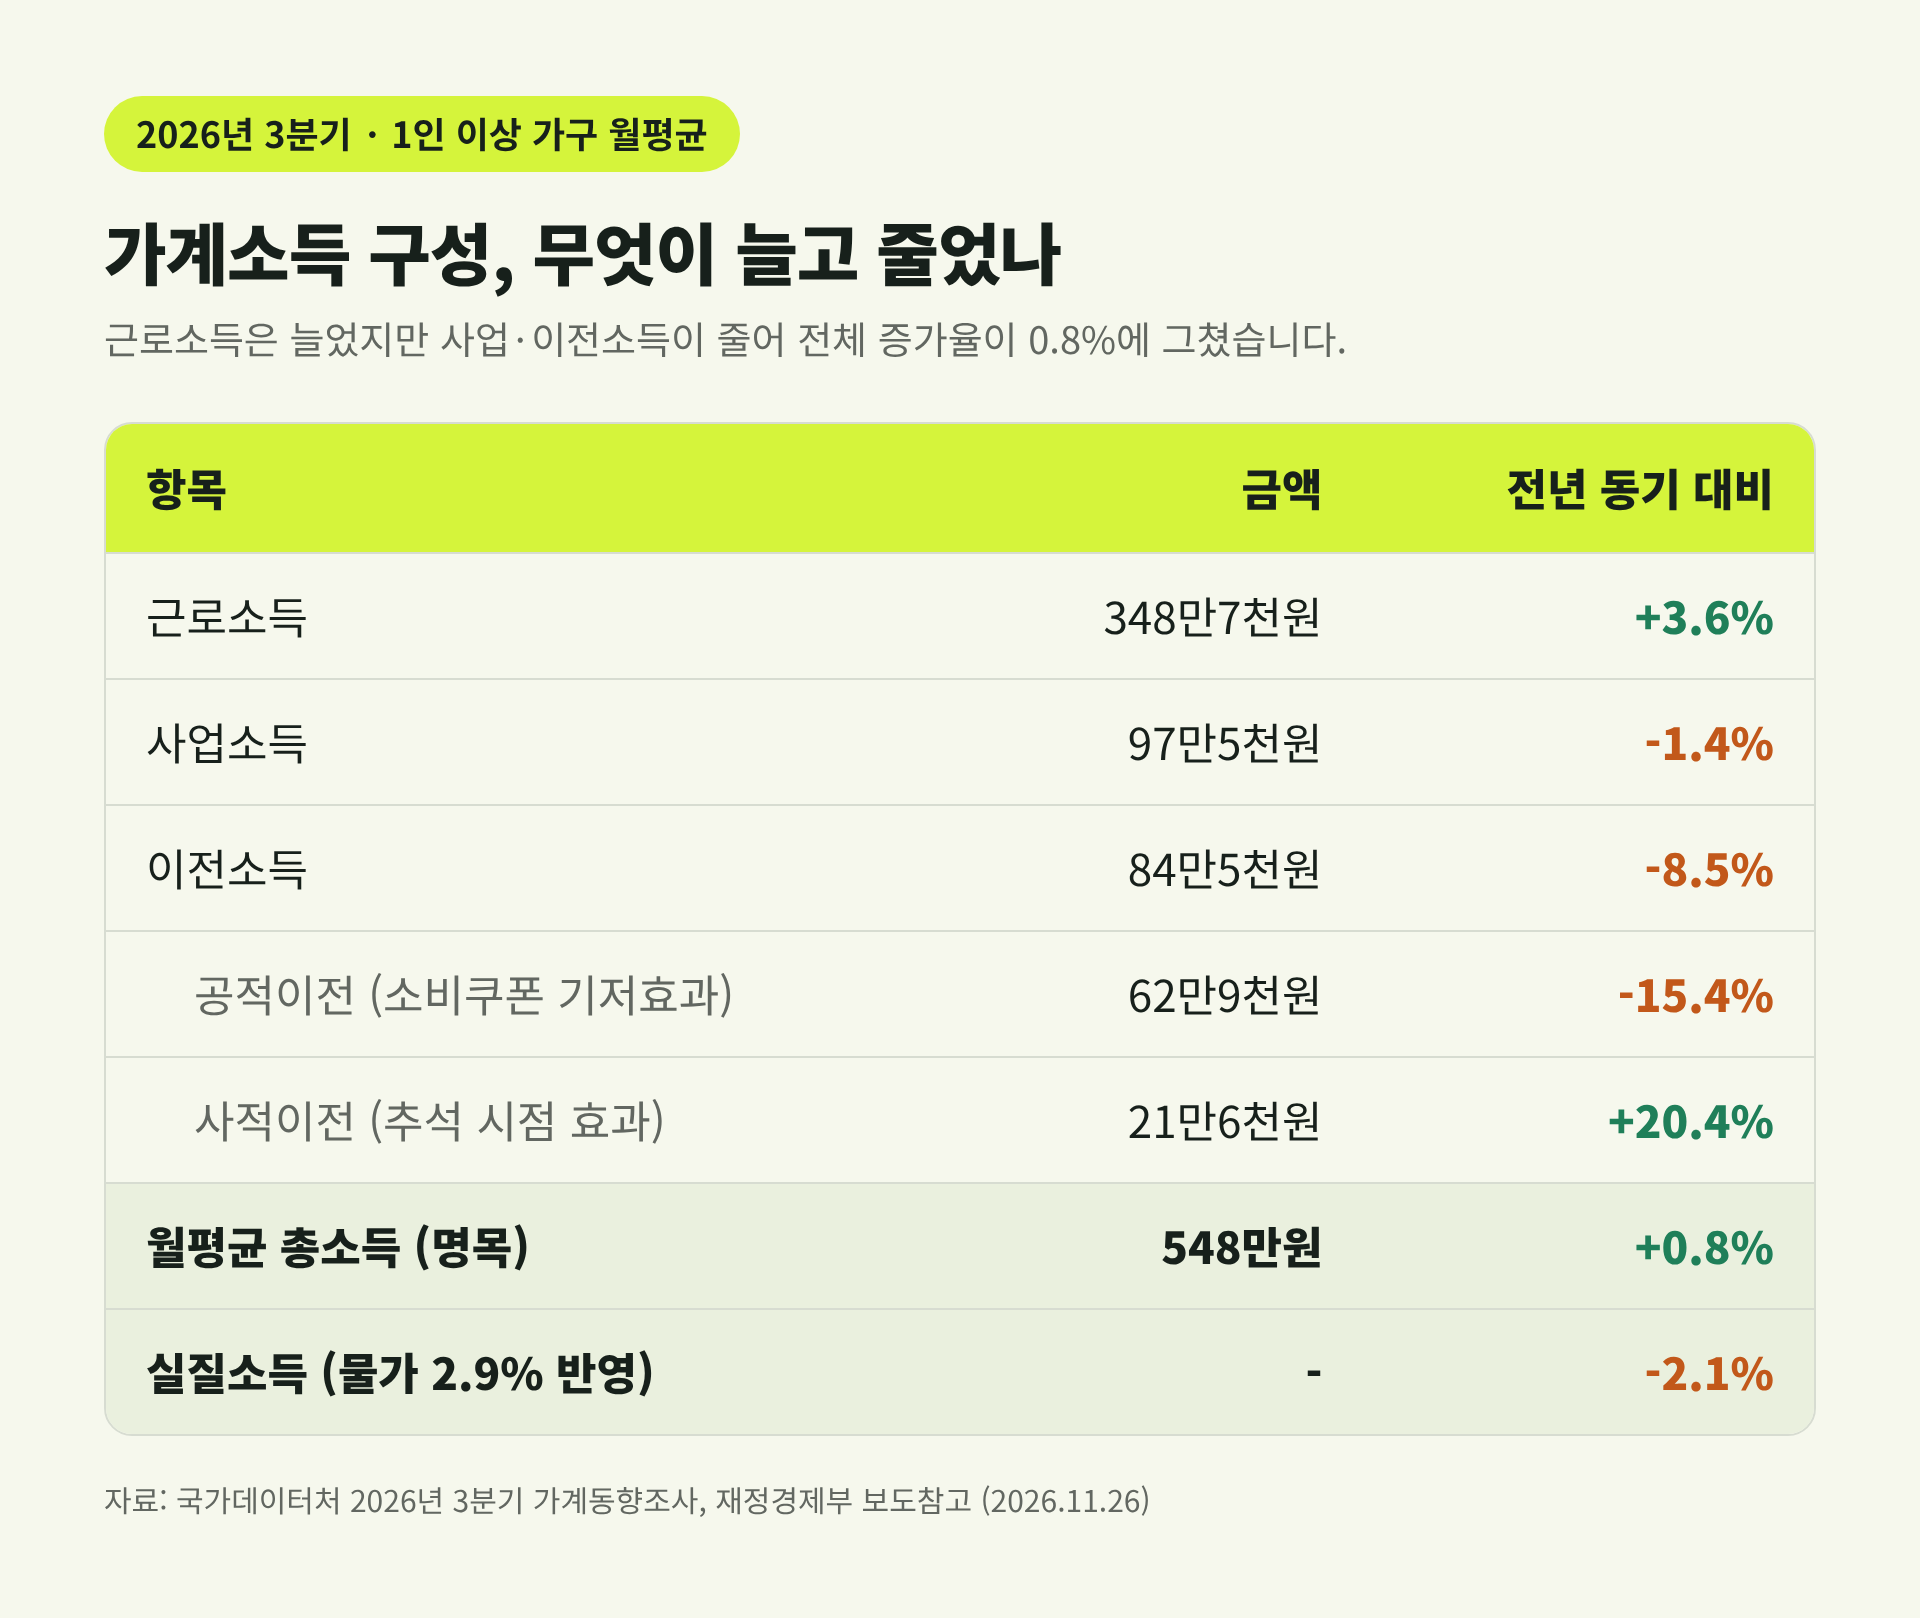 2026년 3분기 · 1인 이상 가구 월평균
가계소득 구성, 무엇이 늘고 줄었나
근로소득은 늘었지만 사업·이전소득이 줄어 전체 증가율이 0.8%에 그쳤습니다.
항목 금액 전년 동기 대비
근로소득 348만7천원 +3.6%
사업소득 97만5천원 -1.4%
이전소득 84만5천원 -8.5%
공적이전 (소비쿠폰 기저효과) 62만9천원 -15.4%
사적이전 (추석 시점 효과) 21만6천원 +20.4%
월평균 총소득 (명목) 548만원 +0.8%
실질소득 (물가 2.9% 반영) - -2.1%
자료: 국가데이터처 2026년 3분기 가계동향조사, 재정경제부 보도참고 (2026.11.26)